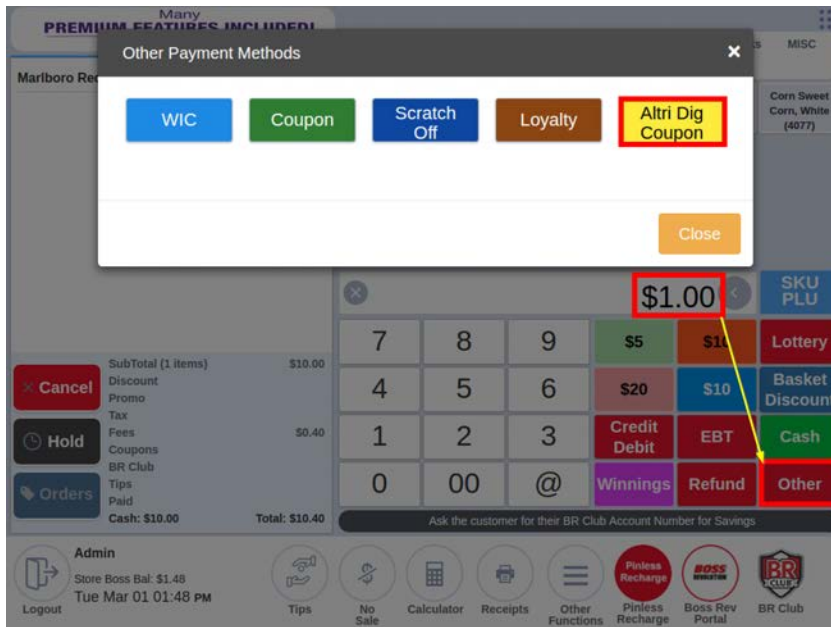 Many
PREMIUM FEATURES INCLUDED!
Other Payment Methods
×
MISC
Marlboro Red
WIC
Coupon
Scratch
Off
Loyalty
Altri Dig
Coupon
Corn Sweet
Corn, White
(4077)
Close
$1.00
SKU
PLU
7
8
9
$5
$10
Lottery
SubTotal (1 items) $10.00
Discount
Promo
Tax
Fees $0.40
Coupons
BR Club
Tips
Paid
Cash: $10.00 Total: $10.40
× Cancel
Hold
Orders
4
5
6
$20
$10
Basket
Discount
1
2
3
Credit
Debit
EBT
Cash
0
00
@
Winnings
Refund
Other
Ask the customer for their BR Club Account Number for Savings
Admin
Store Boss Bal: $1.48
Tue Mar 01 01:48 PM
Logout
Tips
No
Sale
Calculator
Receipts
Other
Functions
Pinless
Recharge
Pinless
Recharge
BOSS
REVOLUTION
Boss Rev
Portal
BR
CLUB
BR Club